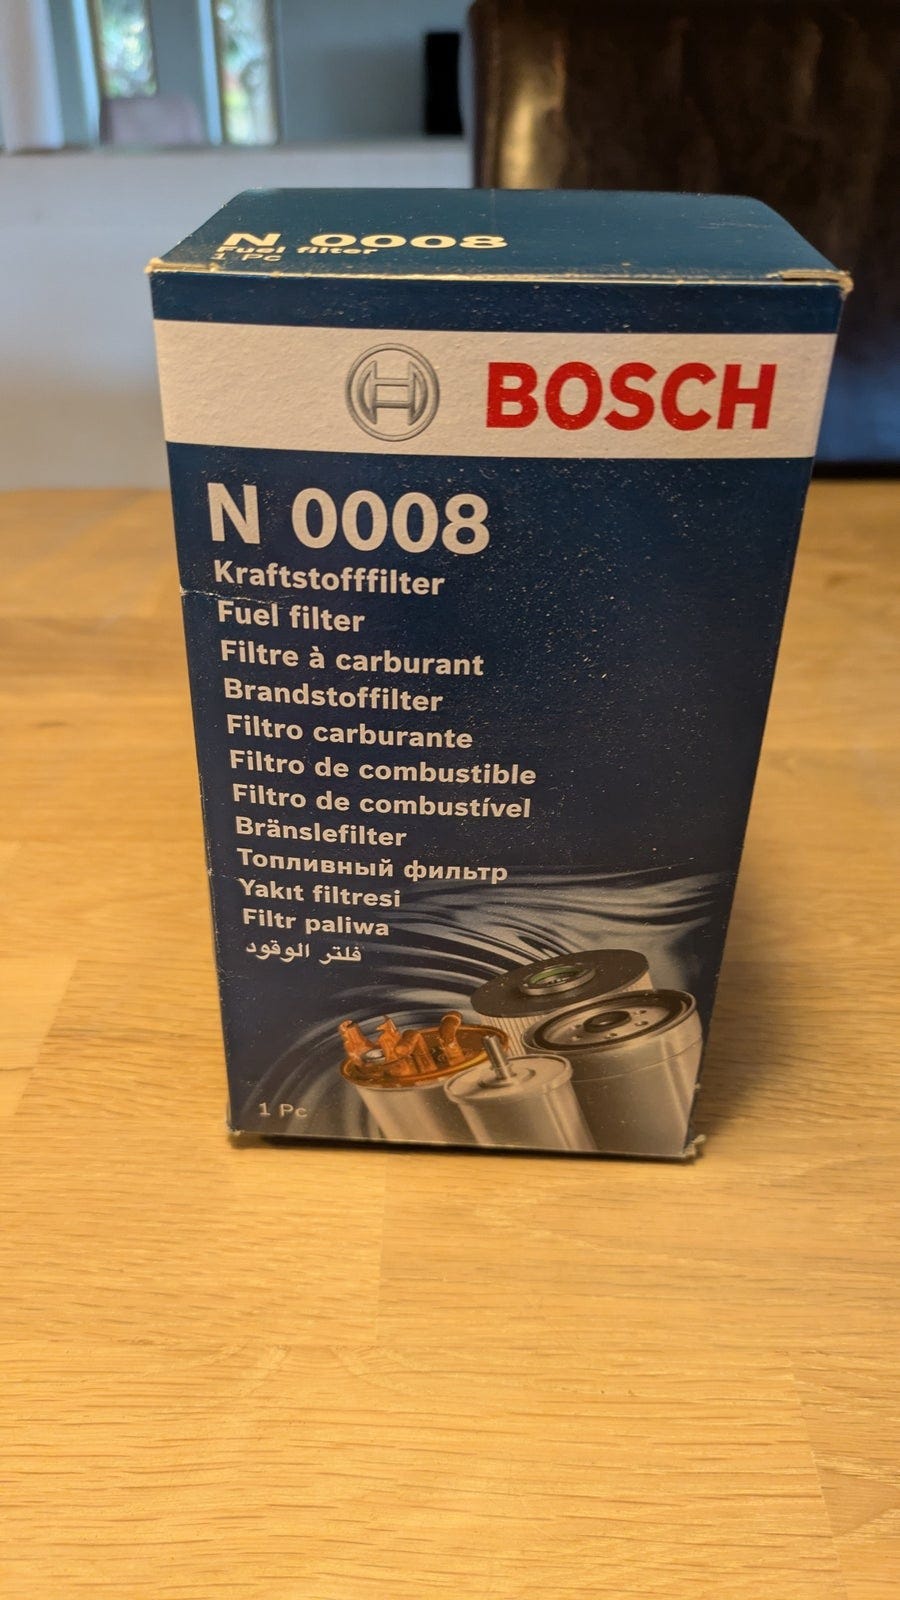 N 0008
Fuel filter
1 Pc
BOSCH
N 0008
Kraftstofffilter
Fuel filter
Filtre à carburant
Brandstoffilter
Filtro carburante
Filtro de combustible
Filtro de combustível
Bränslefilter
Топливный фильтр
Yakıt filtresi
Filtr paliwa
فلتر الوقود
1 Pc